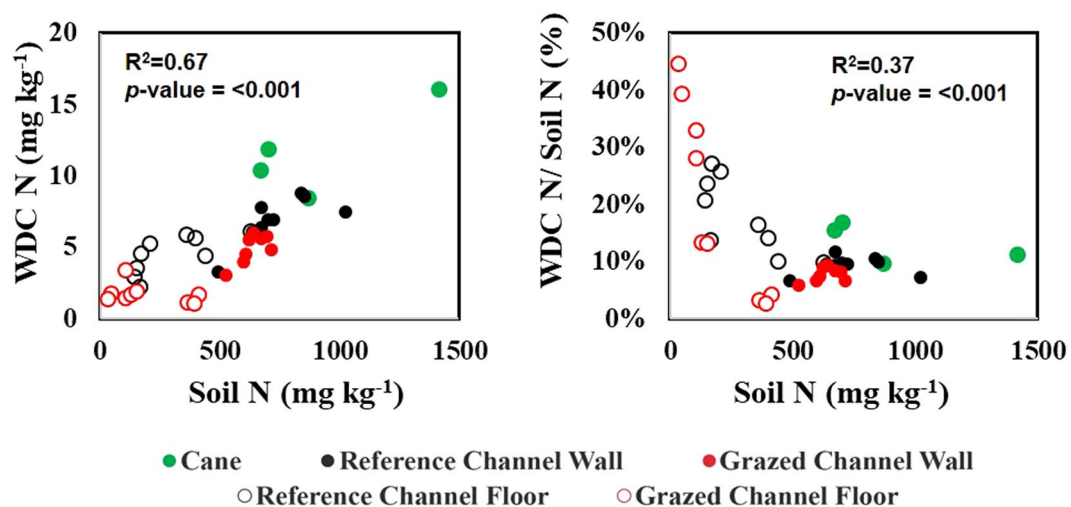 WDC N (mg kg⁻¹)
20
15
10
5
0
R²=0.67
p-value = <0.001
0 500 1000 1500
Soil N (mg kg⁻¹)
WDC N/ Soil N (%)
50%
40%
30%
20%
10%
0%
R²=0.37
p-value = <0.001
0 500 1000 1500
Soil N (mg kg⁻¹)
Cane Reference Channel Wall Grazed Channel Wall
Reference Channel Floor Grazed Channel Floor